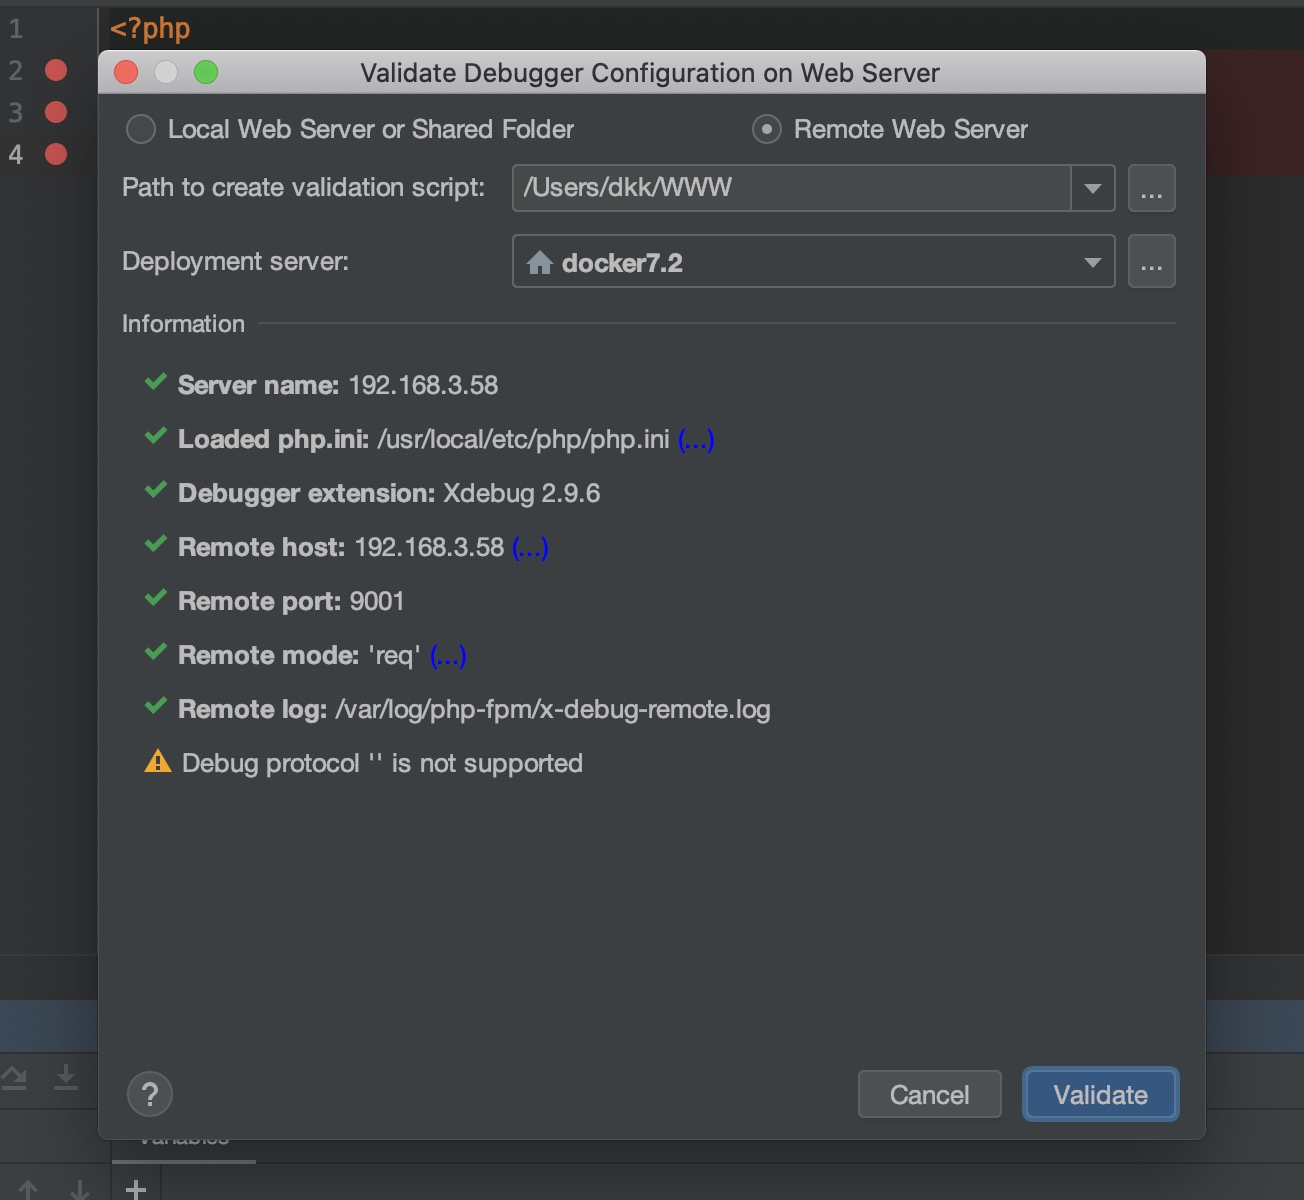 1 <?php
2
3
4
Validate Debugger Configuration on Web Server
Local Web Server or Shared Folder Remote Web Server
Path to create validation script: /Users/dkk/WWW ...
Deployment server: docker7.2 ...
Information
Server name: 192.168.3.58
Loaded php.ini: /usr/local/etc/php/php.ini (...)
Debugger extension: Xdebug 2.9.6
Remote host: 192.168.3.58 (...)
Remote port: 9001
Remote mode: 'req' (...)
Remote log: /var/log/php-fpm/x-debug-remote.log
Debug protocol '' is not supported
? Cancel Validate
Variables